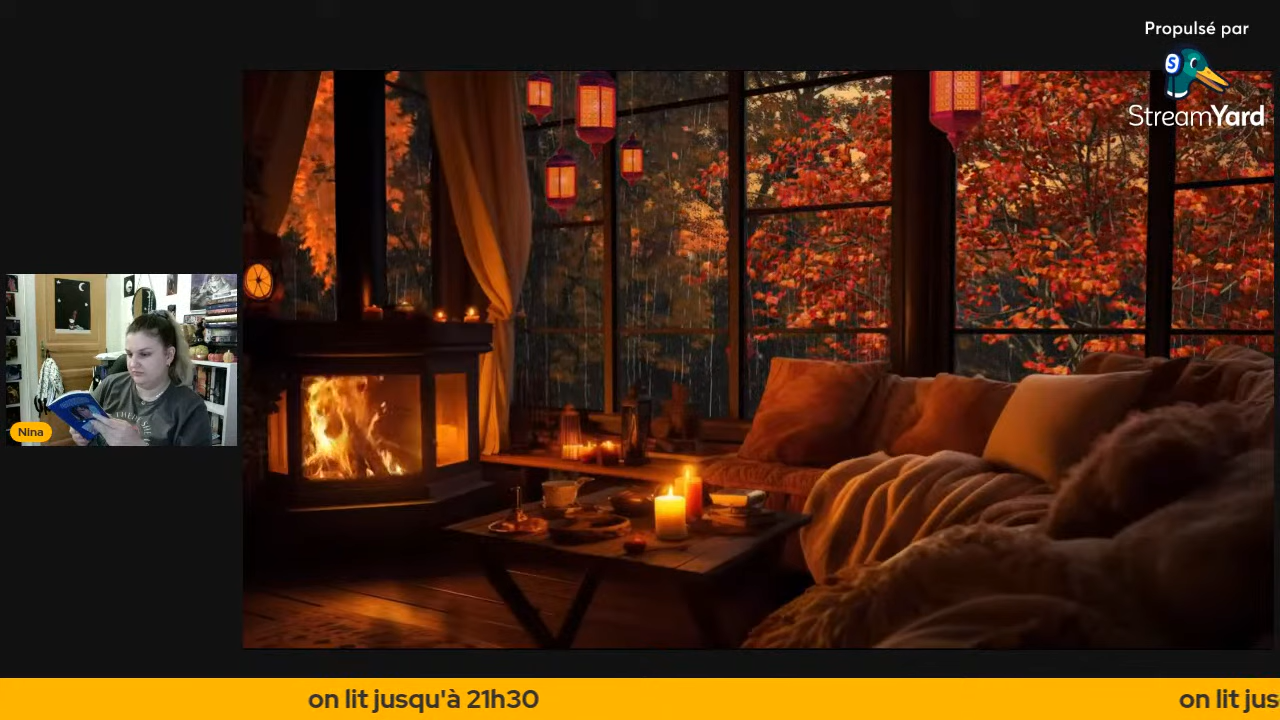 Propulsé par
StreamYard
Nina
on lit jusqu'à 21h30
on lit jus